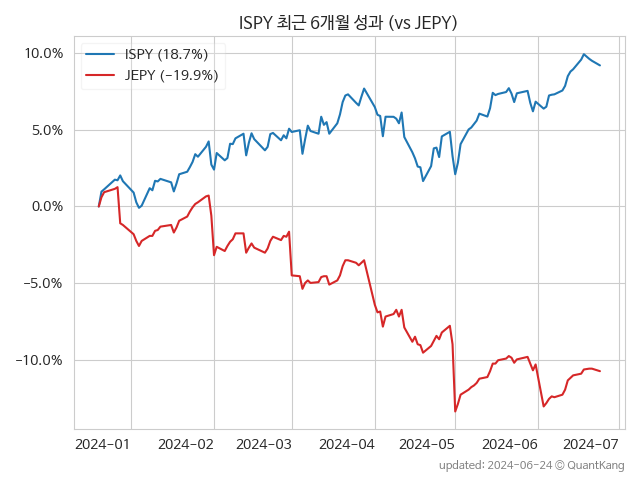 ISPY 최근 6개월 성과 (vs JEPY)
ISPY (18.7%)
JEPY (−19.9%)
10.0%
5.0%
0.0%
−5.0%
−10.0%
2024-01 2024-02 2024-03 2024-04 2024-05 2024-06 2024-07
updated: 2024-06-24 © QuantKang